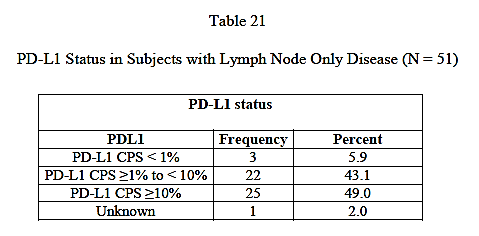 Table 21
PD-L1 Status in Subjects with Lymph Node Only Disease (N = 51)
PD-L1 status
PDL1 Frequency Percent
PD-L1 CPS < 1% 3 5.9
PD-L1 CPS ≥1% to < 10% 22 43.1
PD-L1 CPS ≥10% 25 49.0
Unknown 1 2.0